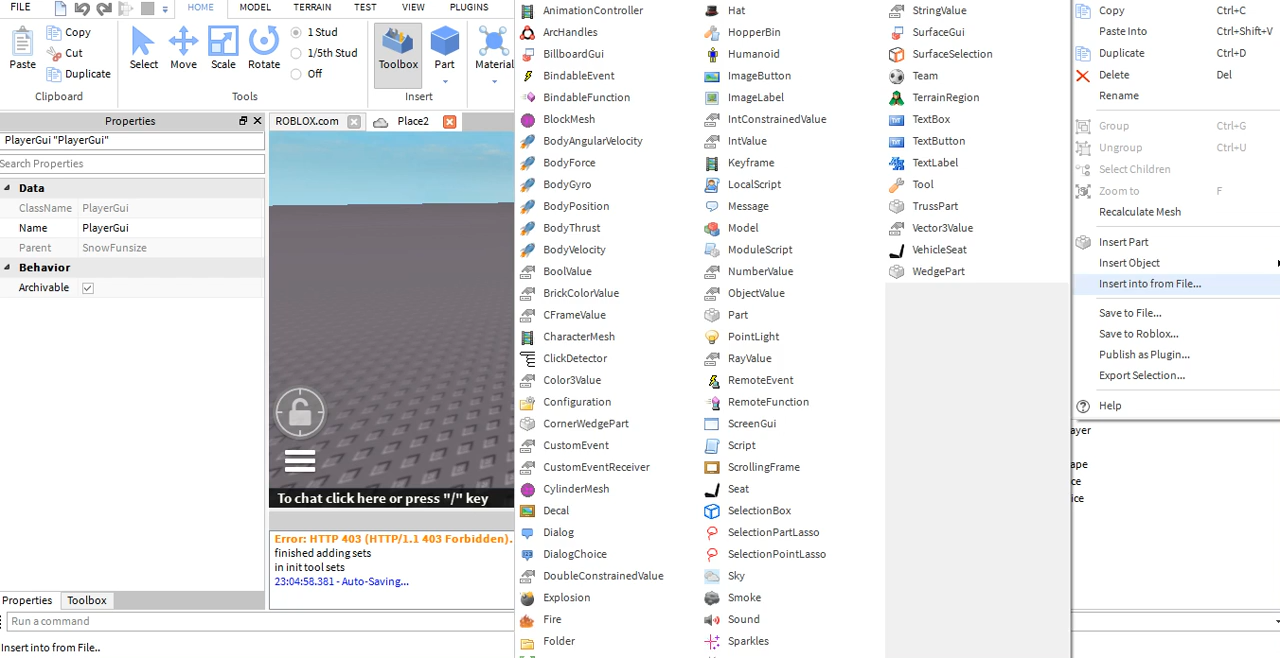 FILE
HOME
MODEL
TERRAIN
TEST
VIEW
PLUGINS
Paste
Copy
Cut
Duplicate
Clipboard
Select
Move
Scale
Rotate
1 Stud
1/5th Stud
Off
Tools
Toolbox
Part
Material
Insert
Properties
PlayerGui "PlayerGui"
Search Properties
Data
ClassName PlayerGui
Name PlayerGui
Parent SnowFunsize
Behavior
Archivable
ROBLOX.com
Place2
To chat click here or press "/" key
Error: HTTP 403 (HTTP/1.1 403 Forbidden).
finished adding sets
in init tool sets
23:04:58.381 - Auto-Saving...
Properties
Toolbox
Run a command
Insert into from File..
AnimationController
ArcHandles
BillboardGui
BindableEvent
BindableFunction
BlockMesh
BodyAngularVelocity
BodyForce
BodyGyro
BodyPosition
BodyThrust
BodyVelocity
BoolValue
BrickColorValue
CFrameValue
CharacterMesh
ClickDetector
Color3Value
Configuration
CornerWedgePart
CustomEvent
CustomEventReceiver
CylinderMesh
Decal
Dialog
DialogChoice
DoubleConstrainedValue
Explosion
Fire
Folder
Hat
HopperBin
Humanoid
ImageButton
ImageLabel
IntConstrainedValue
IntValue
Keyframe
LocalScript
Message
Model
ModuleScript
NumberValue
ObjectValue
Part
PointLight
RayValue
RemoteEvent
RemoteFunction
ScreenGui
Script
ScrollingFrame
Seat
SelectionBox
SelectionPartLasso
SelectionPointLasso
Sky
Smoke
Sound
Sparkles
StringValue
SurfaceGui
SurfaceSelection
Team
TerrainRegion
TextBox
TextButton
TextLabel
Tool
TrussPart
Vector3Value
VehicleSeat
WedgePart
Copy Ctrl+C
Paste Into Ctrl+Shift+V
Duplicate Ctrl+D
Delete Del
Rename
Group Ctrl+G
Ungroup Ctrl+U
Select Children
Zoom to F
Recalculate Mesh
Insert Part
Insert Object
Insert into from File...
Save to File...
Save to Roblox...
Publish as Plugin...
Export Selection...
Help
ayer
ape
ce
ice